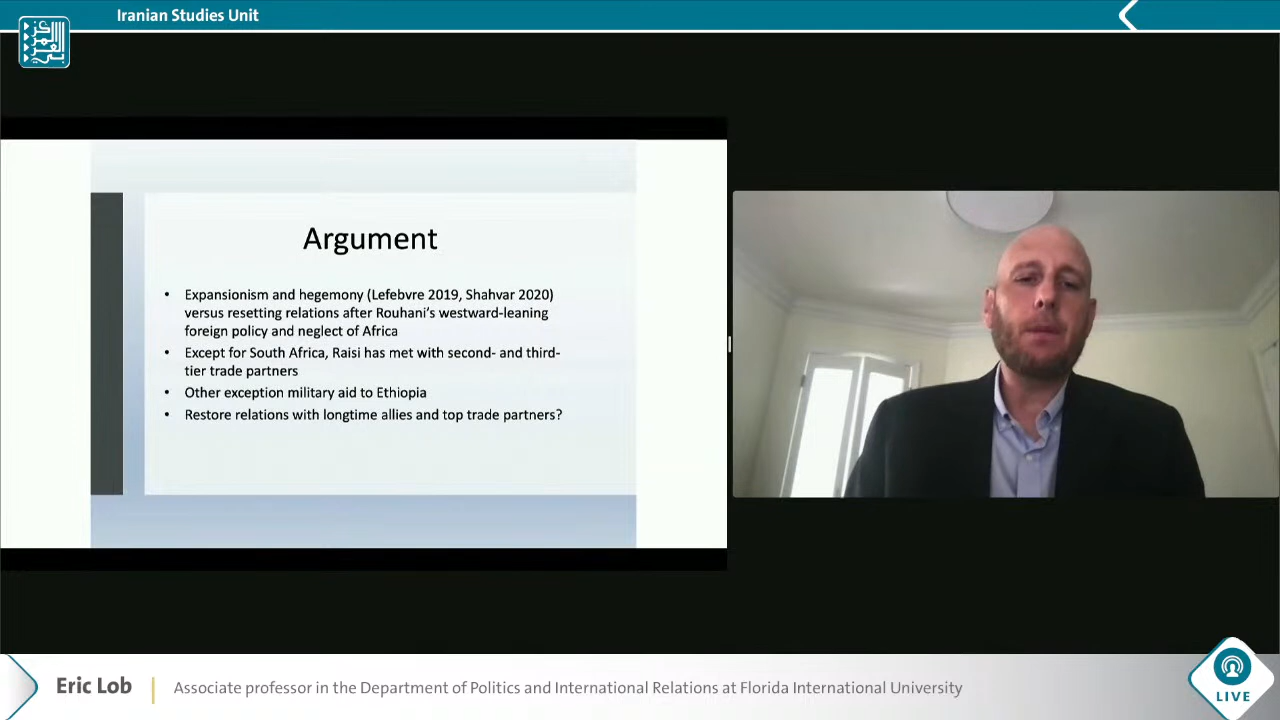 Iranian Studies Unit
المركز العربي
Argument
• Expansionism and hegemony (Lefebvre 2019, Shahvar 2020)
versus resetting relations after Rouhani’s westward-leaning
foreign policy and neglect of Africa
• Except for South Africa, Raisi has met with second- and third-
tier trade partners
• Other exception military aid to Ethiopia
• Restore relations with longtime allies and top trade partners?
Eric Lob
Associate professor in the Department of Politics and International Relations at Florida International University
LIVE